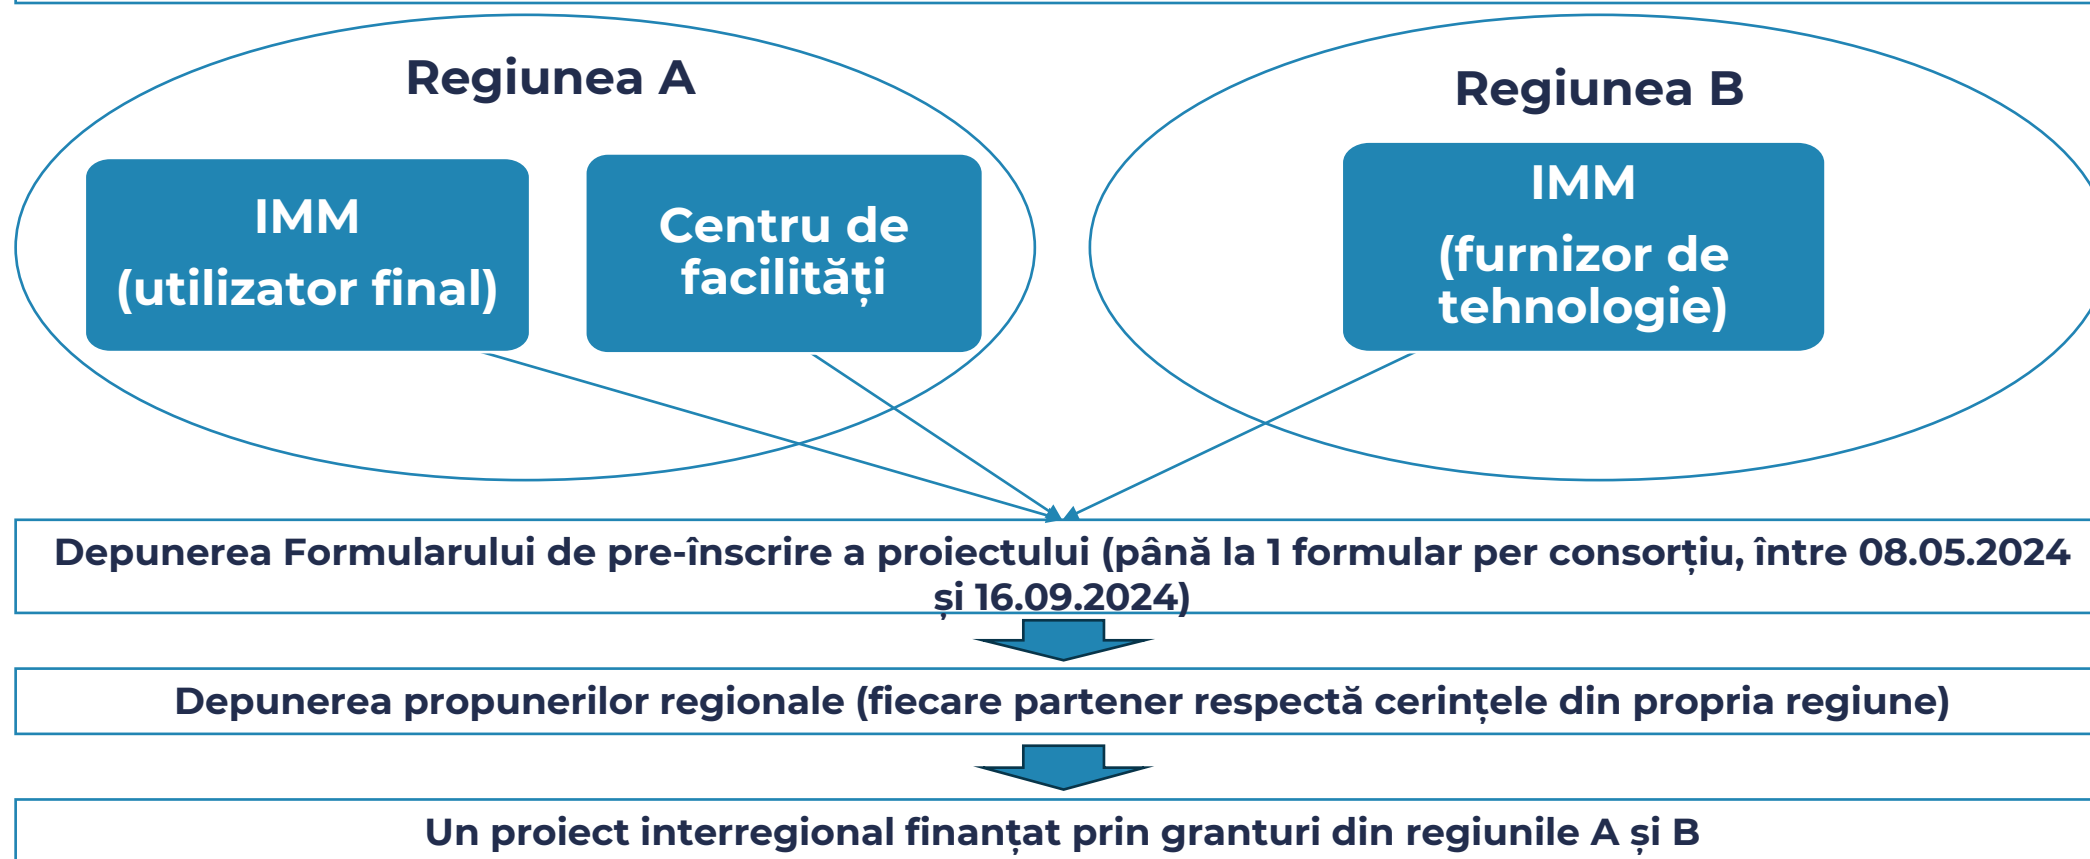 Regiunea A
Regiunea B
IMM
(utilizator final)
Centru de
facilități
IMM
(furnizor de
tehnologie)
Depunerea Formularului de pre-înscrire a proiectului (până la 1 formular per consorțiu, între 08.05.2024
și 16.09.2024)
Depunerea propunerilor regionale (fiecare partener respectă cerințele din propria regiune)
Un proiect interregional finanțat prin granturi din regiunile A și B